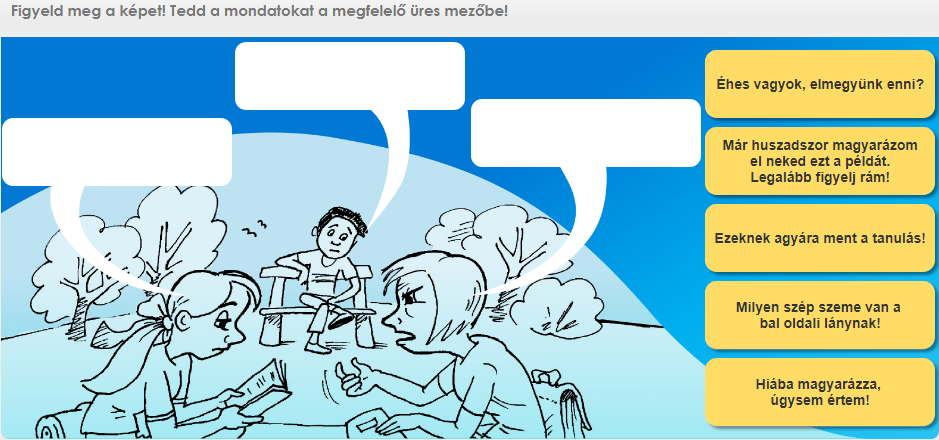 Figyeld meg a képet! Tedd a mondatokat a megfelelő üres mezőbe!
Éhes vagyok, elmegyünk enni?
Már huszadszor magyarázom
el neked ezt a példát.
Legalább figyelj rám!
Ezeknek agyára ment a tanulás!
Milyen szép szeme van a
bal oldali lánynak!
Hiába magyarázza,
úgysem értem!